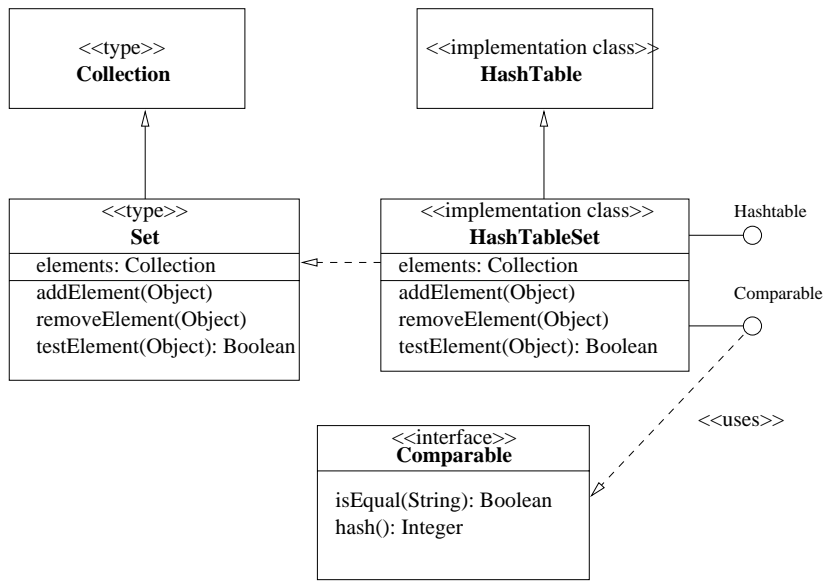 <<type>>
Collection
<<implementation class>>
HashTable
<<type>>
Set
elements: Collection
addElement(Object)
removeElement(Object)
testElement(Object): Boolean
<<implementation class>>
HashTableSet
elements: Collection
addElement(Object)
removeElement(Object)
testElement(Object): Boolean
Hashtable
Comparable
<<uses>>
<<interface>>
Comparable
isEqual(String): Boolean
hash(): Integer